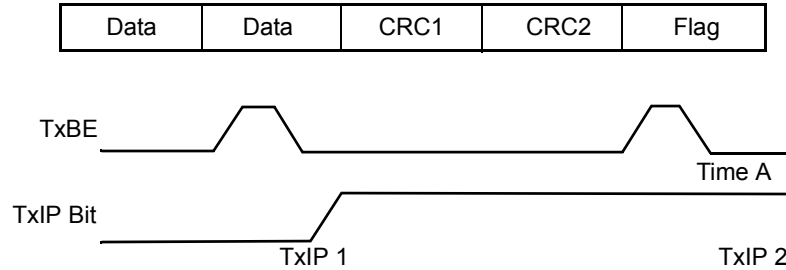 Data Data CRC1 CRC2 Flag
TxBE
Time A
TxIP Bit
TxIP 1 TxIP 2